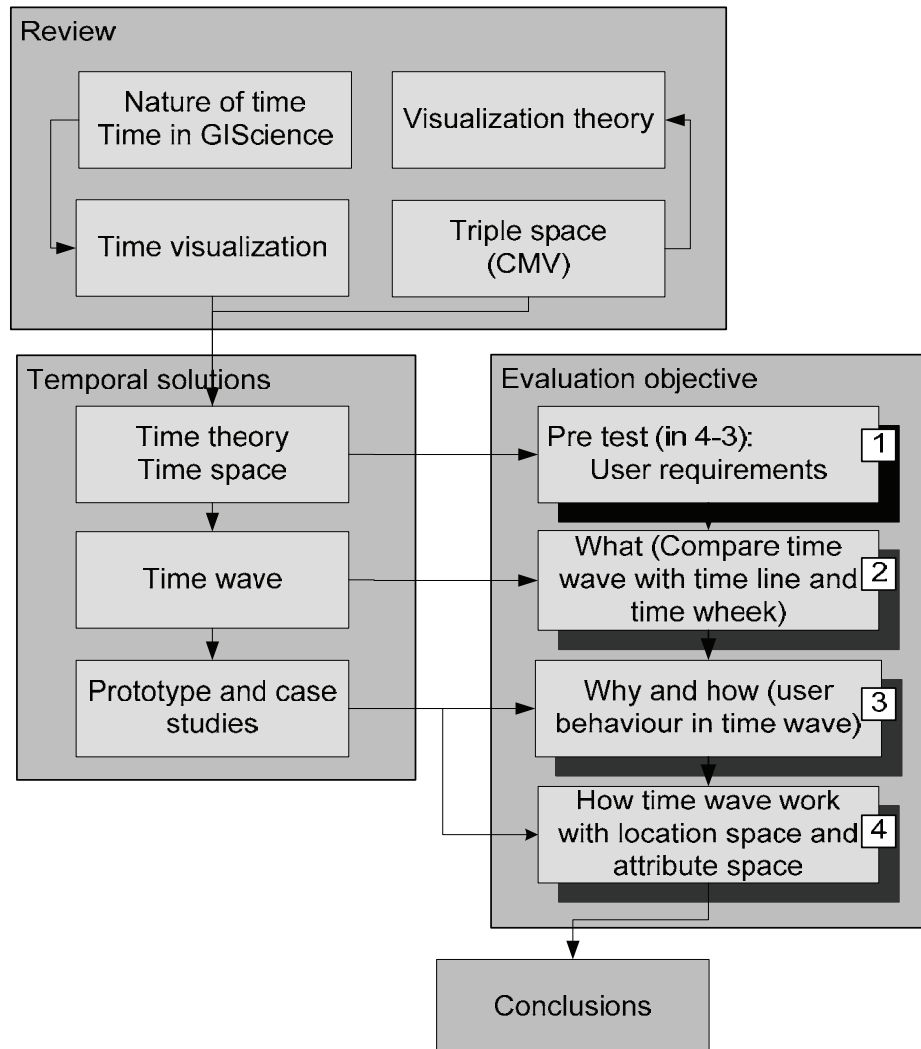 Review
Nature of time
Time in GIScience
Visualization theory
Time visualization
Triple space
(CMV)
Temporal solutions
Time theory
Time space
Time wave
Prototype and case
studies
Evaluation objective
Pre test (in 4-3):
User requirements
1
What (Compare time
wave with time line and
time wheek)
2
Why and how (user
behaviour in time wave)
3
How time wave work
with location space and
attribute space
4
Conclusions